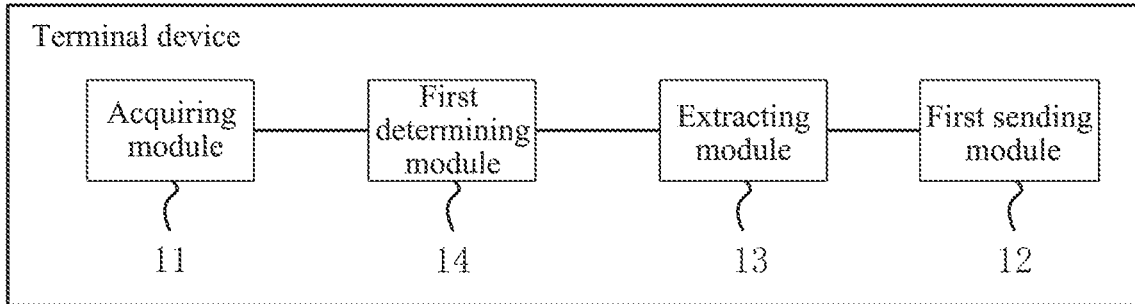 Terminal device
Acquiring
module
First
determining
module
Extracting
module
First sending
module
11
14
13
12